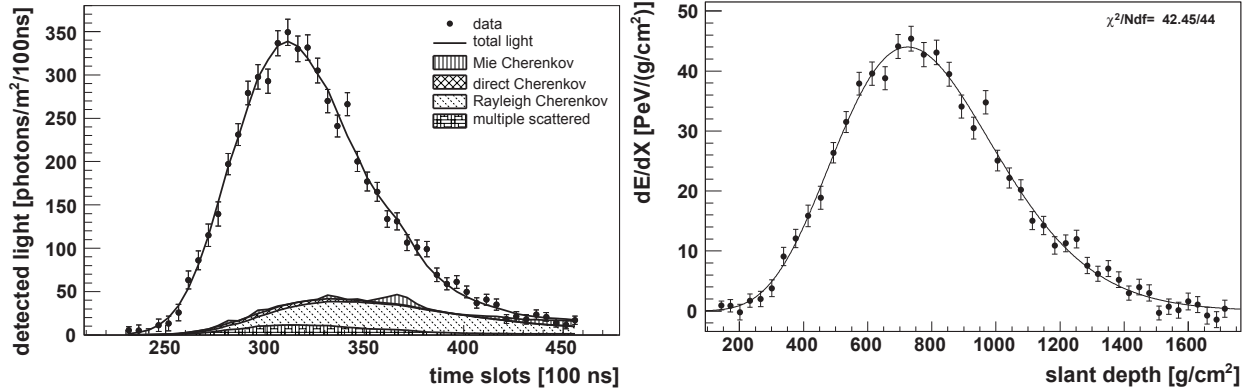 detected light [photons/m²/100ns]
350
300
250
200
150
100
50
0
data
total light
Mie Cherenkov
direct Cherenkov
Rayleigh Cherenkov
multiple scattered
250
300
350
400
450
time slots [100 ns]
dE/dX [PeV/(g/cm²)]
50
40
30
20
10
0
χ²/Ndf= 42.45/44
200
400
600
800
1000
1200
1400
1600
slant depth [g/cm²]